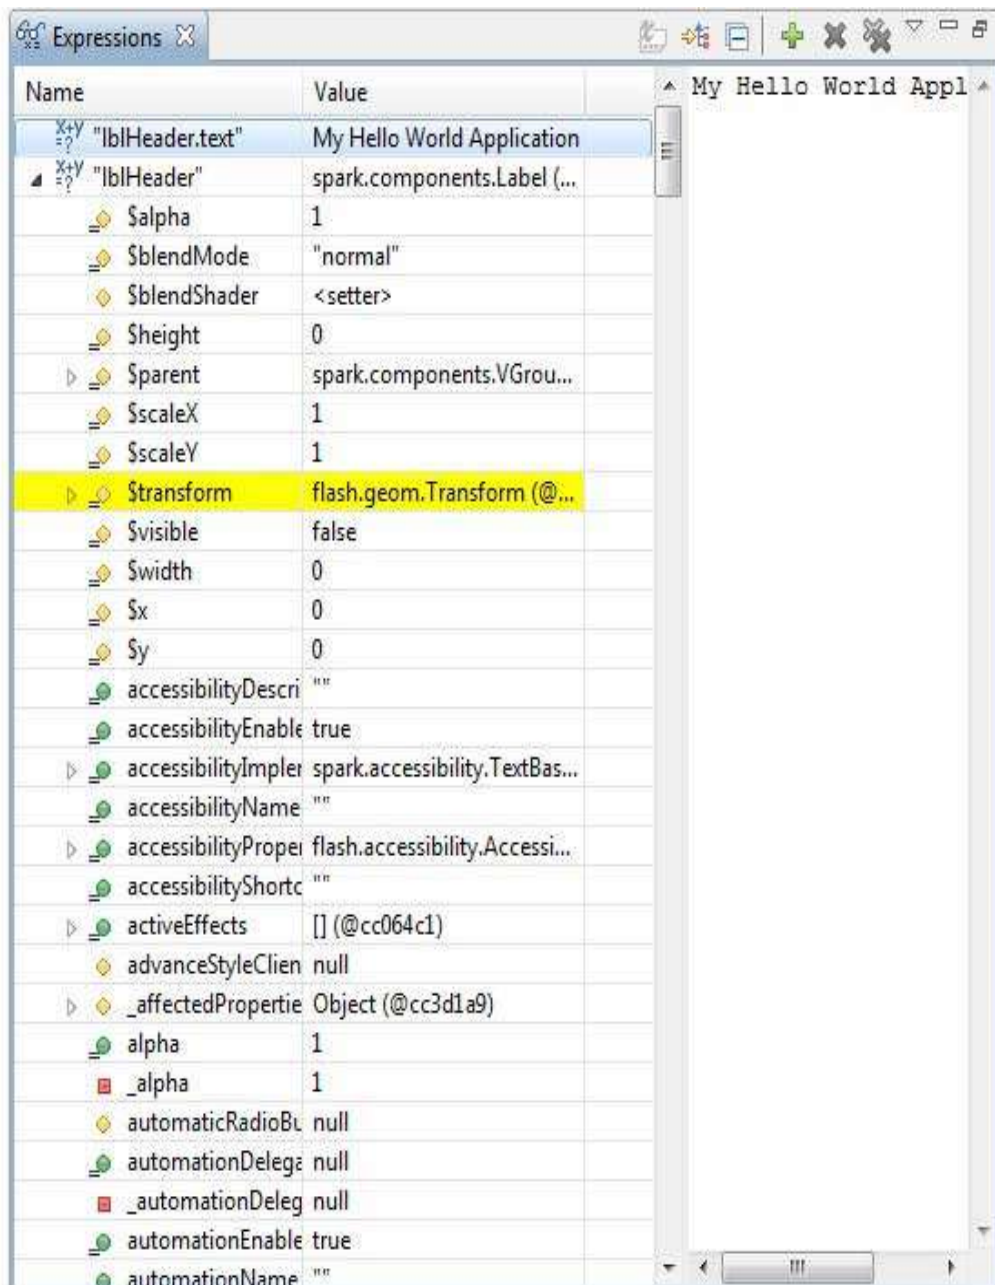 Expressions
Name Value
"lblHeader.text" My Hello World Application
"lblHeader" spark.components.Label (...
$alpha 1
$blendMode "normal"
$blendShader <setter>
$height 0
$parent spark.components.VGrou...
$scaleX 1
$scaleY 1
$transform flash.geom.Transform (@...
$visible false
$width 0
$x 0
$y 0
accessibilityDescri ""
accessibilityEnable true
accessibilityImpler spark.accessibility.TextBas...
accessibilityName ""
accessibilityProper flash.accessibility.Accessi...
accessibilityShortc ""
activeEffects [] (@cc064c1)
advanceStyleClien null
_affectedPropertie Object (@cc3d1a9)
alpha 1
_alpha 1
automaticRadioBu null
automationDelega null
_automationDeleg null
automationEnable true
automationName ""
My Hello World Appl